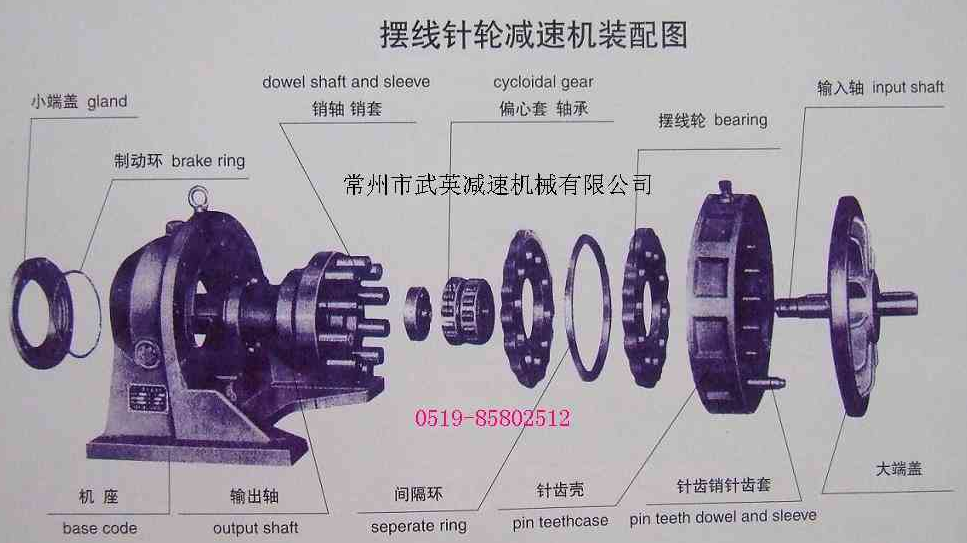 摆线针轮减速机装配图
dowel shaft and sleeve
销轴 销套
cycloidal gear
偏心套 轴承
输入轴 input shaft
小端盖 gland
摆线轮 bearing
制动环 brake ring
常州市武英减速机械有限公司
0519-85802512
机座
base code
输出轴
output shaft
间隔环
seperate ring
针齿壳
pin teethcase
针齿销针齿套
pin teeth dowel and sleeve
大端盖